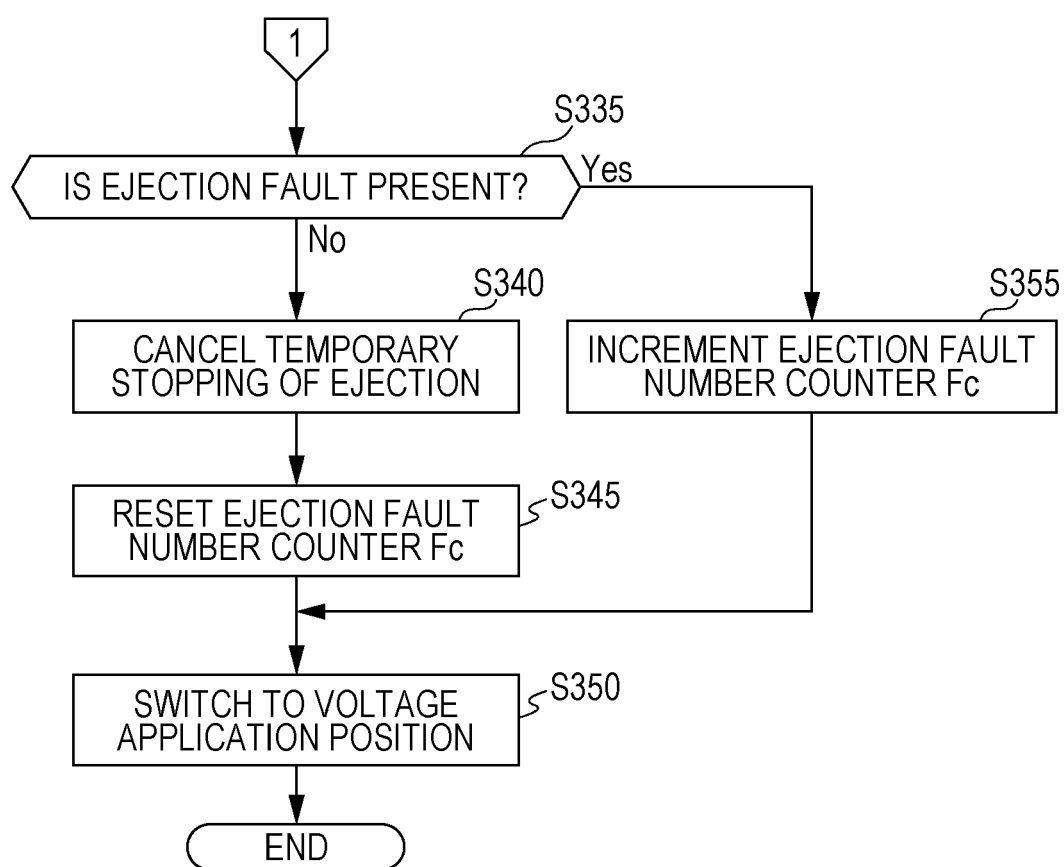 1
S335
IS EJECTION FAULT PRESENT?
Yes
No
S340
CANCEL TEMPORARY
STOPPING OF EJECTION
S355
INCREMENT EJECTION FAULT
NUMBER COUNTER Fc
S345
RESET EJECTION FAULT
NUMBER COUNTER Fc
S350
SWITCH TO VOLTAGE
APPLICATION POSITION
END